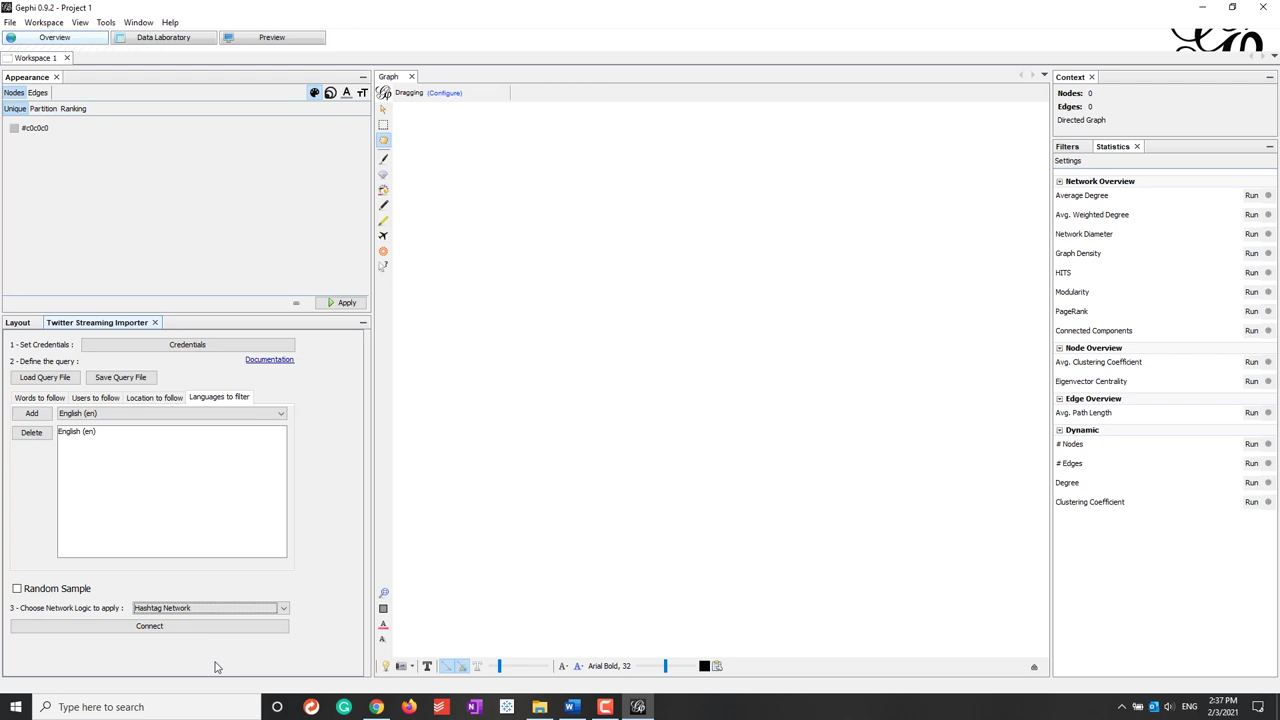 Gephi 0.9.2 - Project 1
File Workspace View Tools Window Help
Overview Data Laboratory Preview
Workspace 1
Appearance
Nodes Edges
Unique Partition Ranking
#c0c0c0
Apply
Layout Twitter Streaming Importer
1 - Set Credentials : Credentials
2 - Define the query : Documentation
Load Query File Save Query File
Words to follow Users to follow Location to follow Languages to filter
Add English (en)
Delete English (en)
Random Sample
3 - Choose Network Logic to apply : Hashtag Network
Connect
Graph
Dragging (Configure)
Arial Bold, 32
Context
Nodes: 0
Edges: 0
Directed Graph
Filters Statistics
Settings
Network Overview
Average Degree Run
Avg. Weighted Degree Run
Network Diameter Run
Graph Density Run
HITS Run
Modularity Run
PageRank Run
Connected Components Run
Node Overview
Avg. Clustering Coefficient Run
Eigenvector Centrality Run
Edge Overview
Avg. Path Length Run
Dynamic
# Nodes Run
# Edges Run
Degree Run
Clustering Coefficient Run
Type here to search
ENG
2:37 PM
2/3/2021